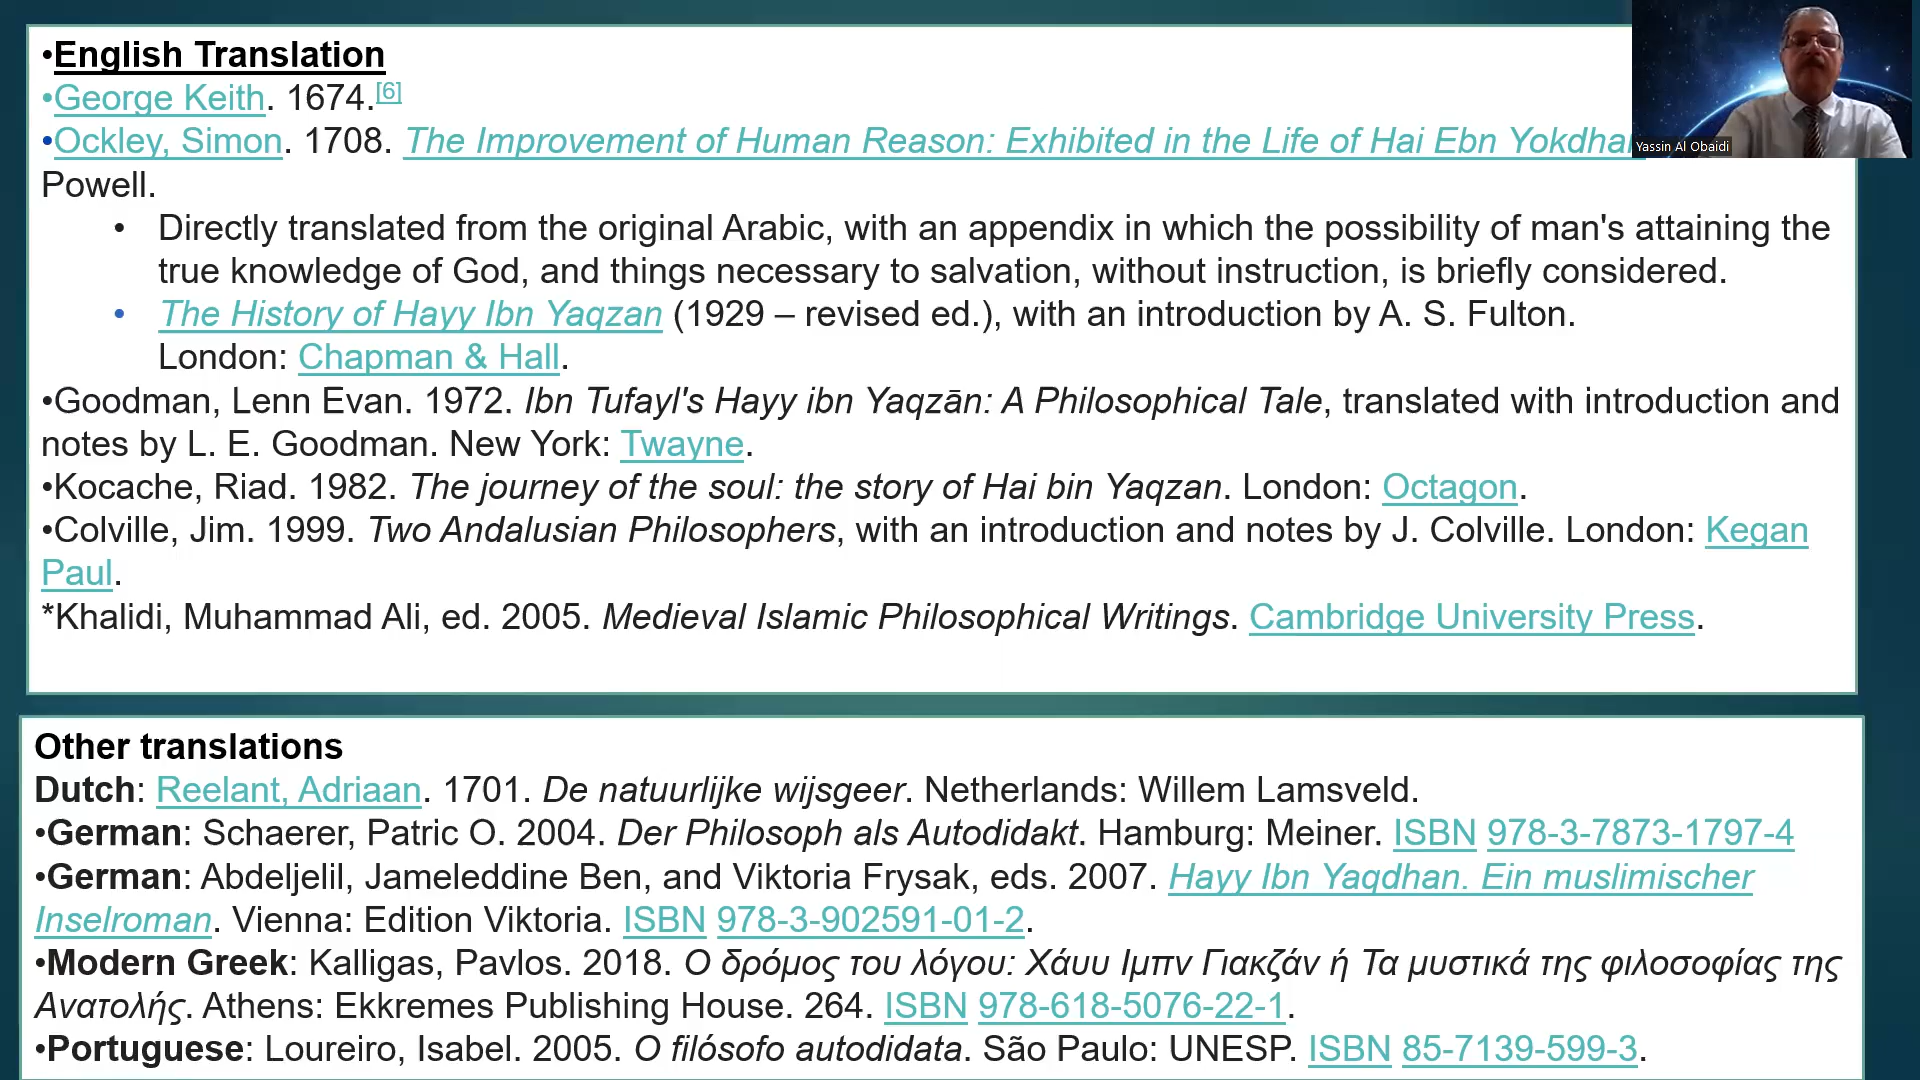 •English Translation
•George Keith. 1674.[6]
•Ockley, Simon. 1708. The Improvement of Human Reason: Exhibited in the Life of Hai Ebn
Powell.
• Directly translated from the original Arabic, with an appendix in which the possibility of man's attaining the
true knowledge of God, and things necessary to salvation, without instruction, is briefly considered.
• The History of Hayy Ibn Yaqzan (1929 – revised ed.), with an introduction by A. S. Fulton.
London: Chapman & Hall.
•Goodman, Lenn Evan. 1972. Ibn Tufayl's Hayy ibn Yaqzān: A Philosophical Tale, translated with introduction and
notes by L. E. Goodman. New York: Twayne.
•Kocache, Riad. 1982. The journey of the soul: the story of Hai bin Yaqzan. London: Octagon.
•Colville, Jim. 1999. Two Andalusian Philosophers, with an introduction and notes by J. Colville. London: Kegan
Paul.
*Khalidi, Muhammad Ali, ed. 2005. Medieval Islamic Philosophical Writings. Cambridge University Press.
Yassin Al Obaidi
Other translations
Dutch: Reelant, Adriaan. 1701. De natuurlijke wijsgeer. Netherlands: Willem Lamsveld.
•German: Schaerer, Patric O. 2004. Der Philosoph als Autodidakt. Hamburg: Meiner. ISBN 978-3-7873-1797-4
•German: Abdeljelil, Jameleddine Ben, and Viktoria Frysak, eds. 2007. Hayy Ibn Yaqdhan. Ein muslimischer
Inselroman. Vienna: Edition Viktoria. ISBN 978-3-902591-01-2.
•Modern Greek: Kalligas, Pavlos. 2018. Ο δρόμος του λόγου: Χάυυ Ιμπν Γιακζάν ή Τα μυστικά της φιλοσοφίας της
Ανατολής. Athens: Ekkremes Publishing House. 264. ISBN 978-618-5076-22-1.
•Portuguese: Loureiro, Isabel. 2005. O filósofo autodidata. São Paulo: UNESP. ISBN 85-7139-599-3.